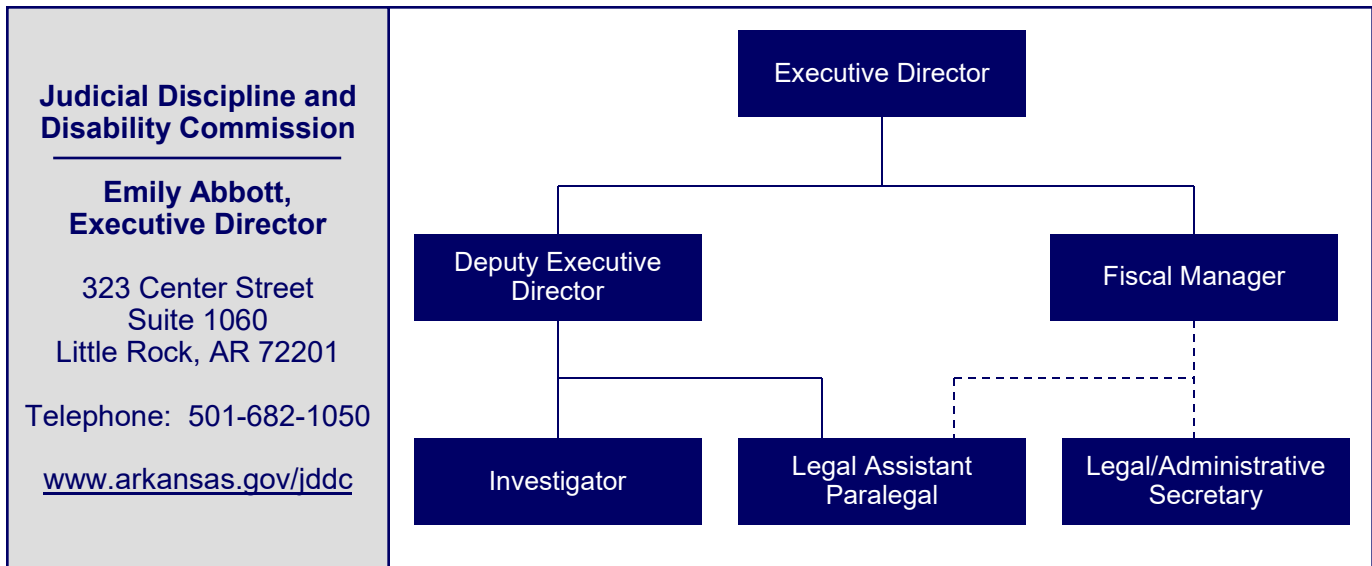 Judicial Discipline and
Disability Commission
Emily Abbott,
Executive Director
323 Center Street
Suite 1060
Little Rock, AR 72201
Telephone:  501-682-1050
www.arkansas.gov/jddc
Executive Director
Deputy Executive
Director
Fiscal Manager
Investigator
Legal Assistant
Paralegal
Legal/Administrative
Secretary